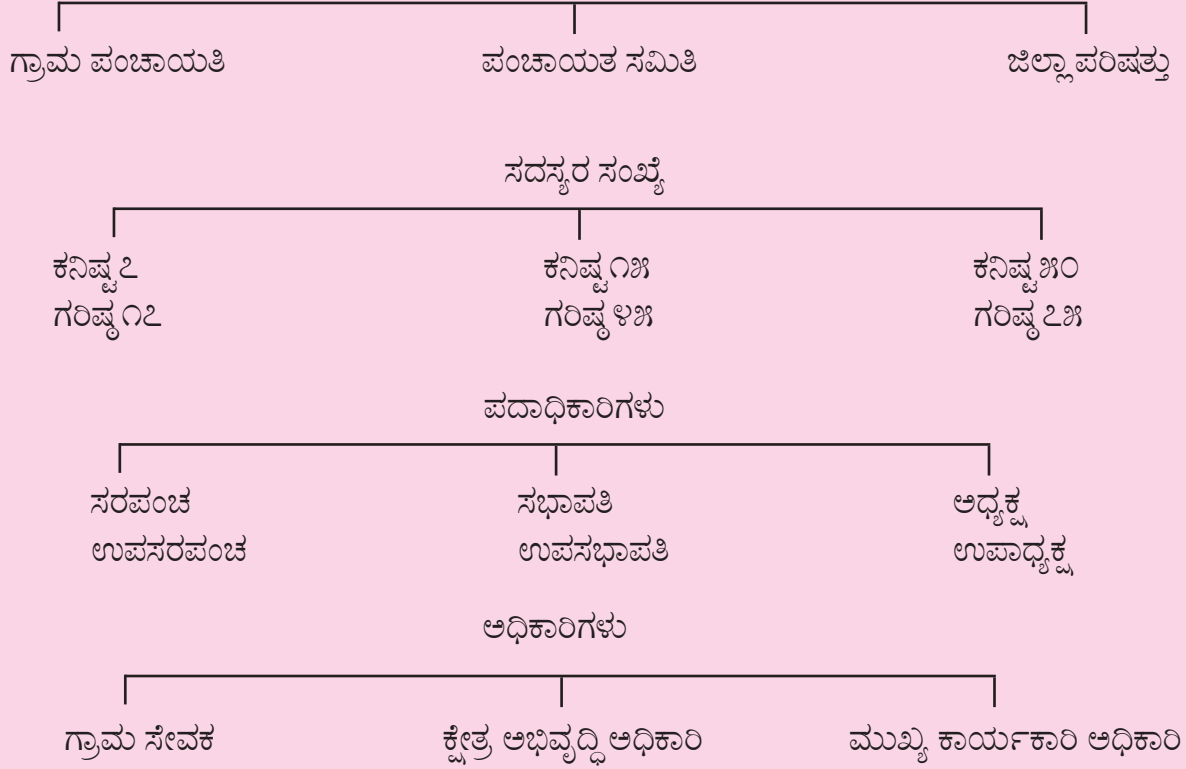 ಗ್ರಾಮ ಪಂಚಾಯತಿ ಪಂಚಾಯತ ಸಮಿತಿ ಜಿಲ್ಲಾ ಪರಿಷತ್ತು
ಸದಸ್ಯರ ಸಂಖ್ಯೆ
ಕನಿಷ್ಟ ೭ ಕನಿಷ್ಟ ೧೫ ಕನಿಷ್ಟ ೫೦
ಗರಿಷ್ಠ ೧೭ ಗರಿಷ್ಠ ೪೫ ಗರಿಷ್ಠ ೭೫
ಪದಾಧಿಕಾರಿಗಳು
ಸರಪಂಚ ಸಭಾಪತಿ ಅಧ್ಯಕ್ಷ
ಉಪಸರಪಂಚ ಉಪಸಭಾಪತಿ ಉಪಾಧ್ಯಕ್ಷ
ಅಧಿಕಾರಿಗಳು
ಗ್ರಾಮ ಸೇವಕ ಕ್ಷೇತ್ರ ಅಭಿವೃದ್ಧಿ ಅಧಿಕಾರಿ ಮುಖ್ಯ ಕಾರ್ಯಕಾರಿ ಅಧಿಕಾರಿ